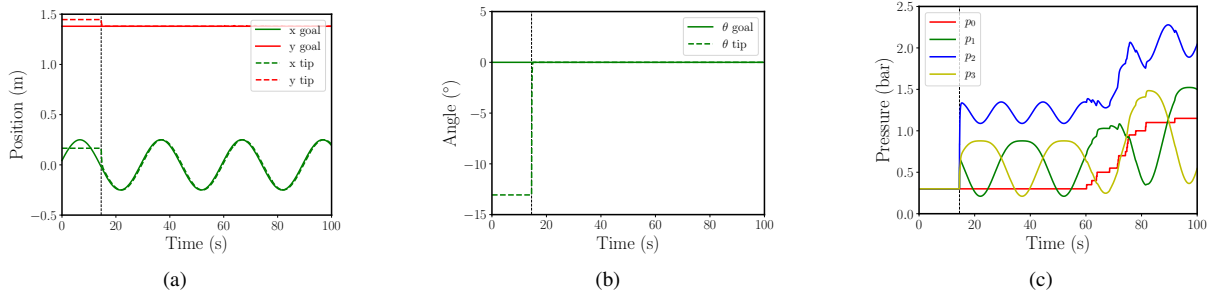 1.5
1.0
0.5
0.0
−0.5
0
20
40
60
80
100
Position (m)
Time (s)
x goal
y goal
x tip
y tip
(a)
0
−5
−10
−15
0
20
40
60
80
100
Angle (°)
Time (s)
θ goal
θ tip
(b)
2.5
2.0
1.5
1.0
0.5
0.0
0
20
40
60
80
100
Pressure (bar)
Time (s)
p0
p1
p2
p3
(c)